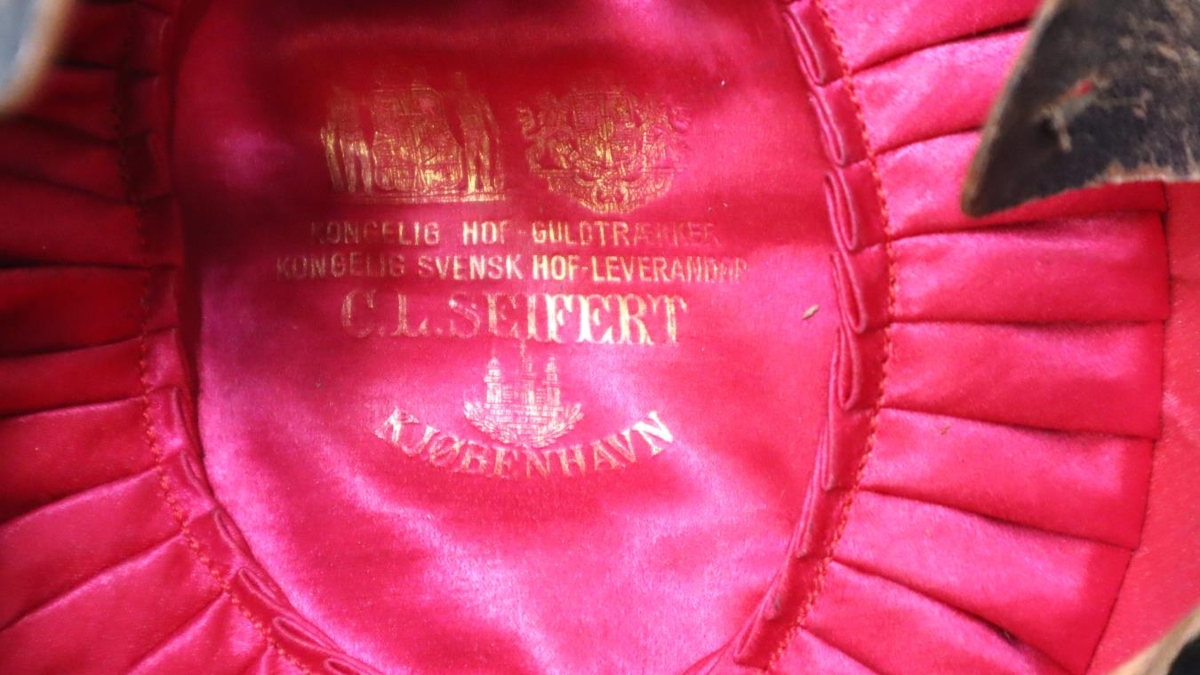 KONGELIG HOF-GULDTRÆKKER
KONGELIG SVENSK HOF-LEVERANDØR
C.L.SEIFERT
KJØBENHAVN